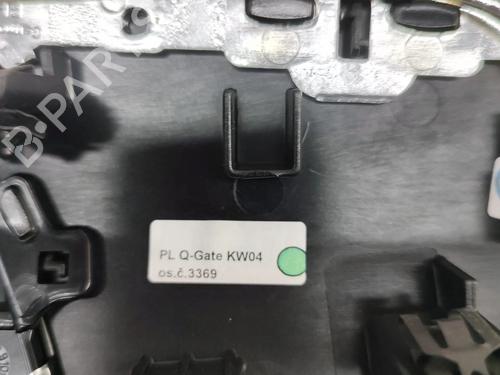 PL Q-Gate KW04
os.č.3369
B-PARTS